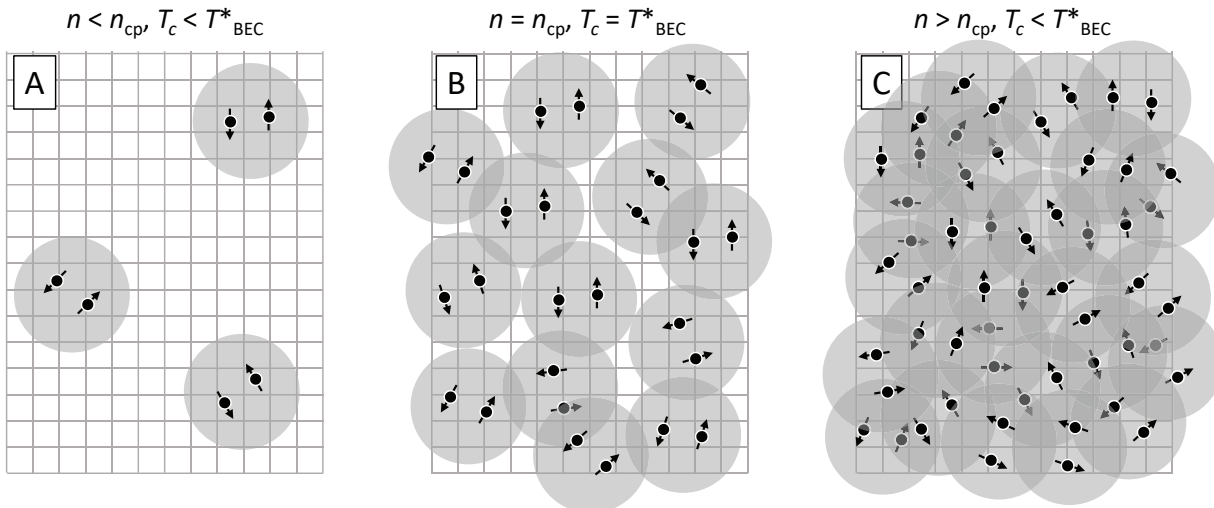 n < n_cp, T_c < T*_BEC
n = n_cp, T_c = T*_BEC
n > n_cp, T_c < T*_BEC
A
B
C